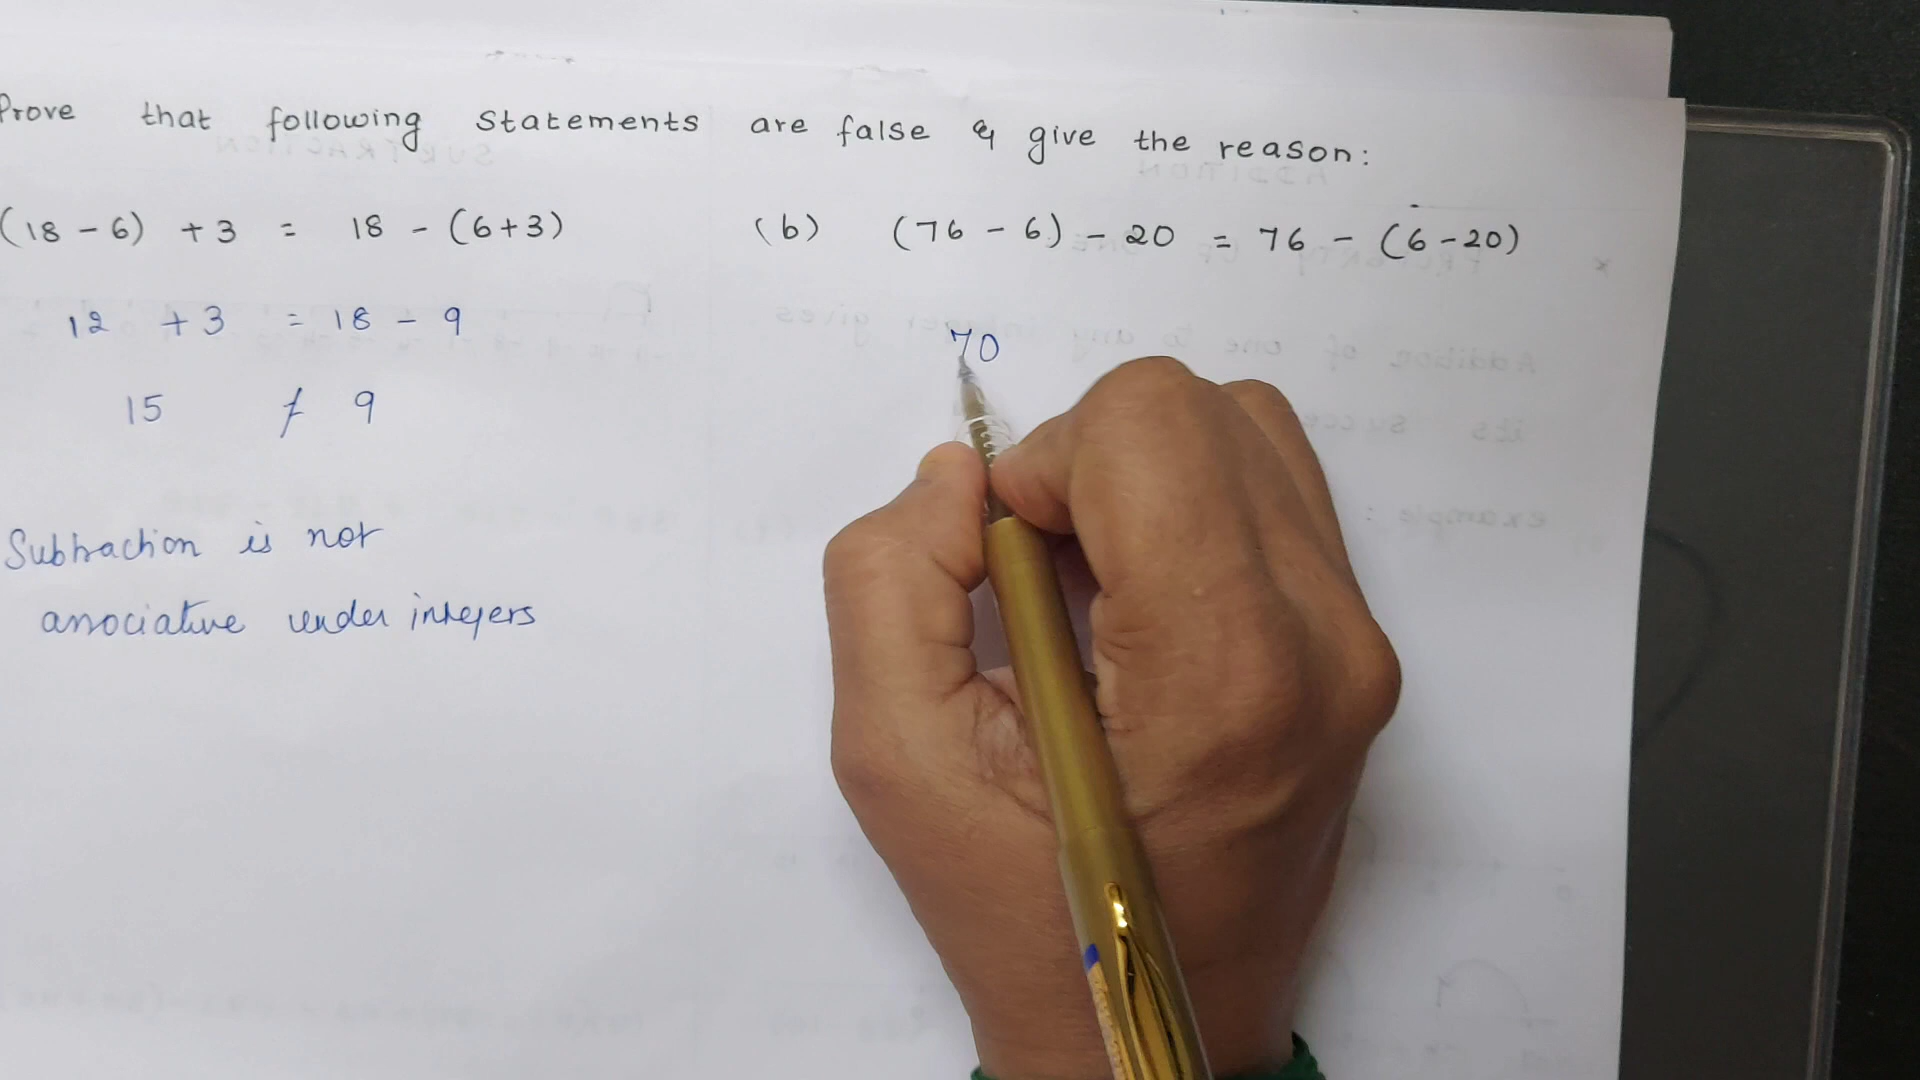 Prove that following statements are false & give the reason:
(18 - 6) + 3 = 18 - (6+3)
12 + 3 = 18 - 9
15 ≠ 9
Subtraction is not
associative under integers
(b) (76 - 6) - 20 = 76 - (6 - 20)
70